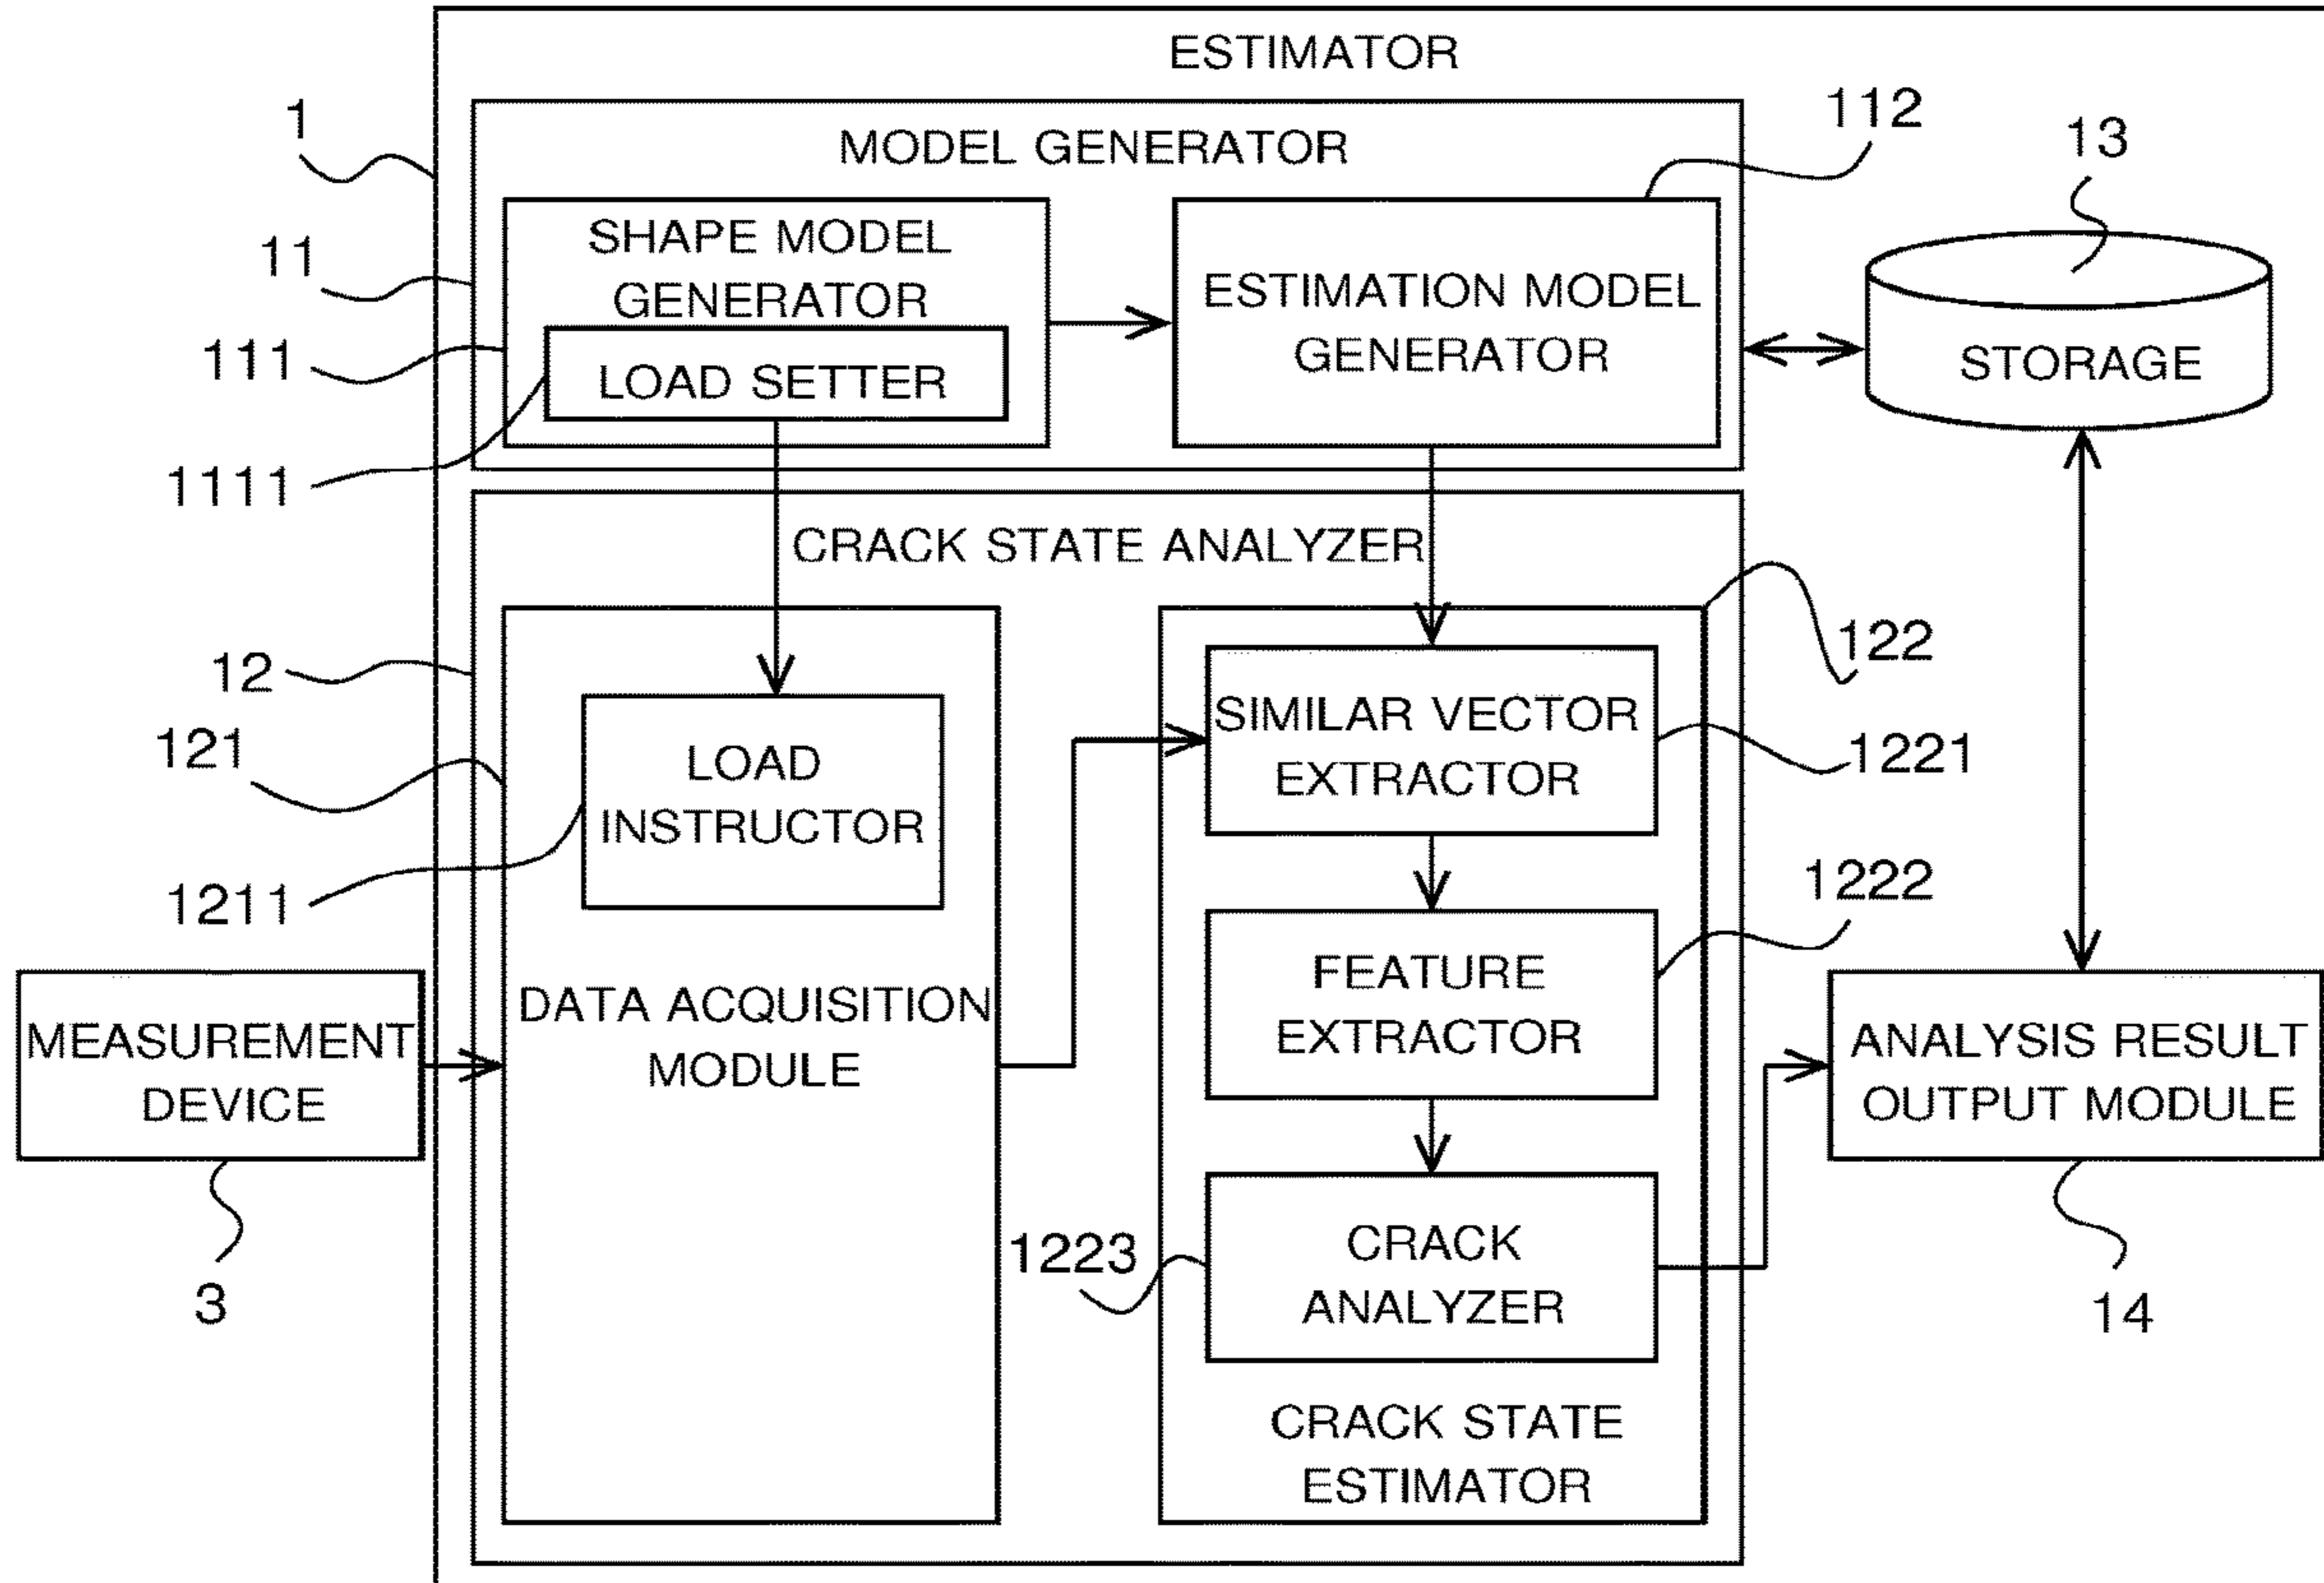 ESTIMATOR
1
MODEL GENERATOR
112
13
11
SHAPE MODEL
GENERATOR
ESTIMATION MODEL
GENERATOR
111
LOAD SETTER
STORAGE
1111
CRACK STATE ANALYZER
12
122
121
LOAD
INSTRUCTOR
SIMILAR VECTOR
EXTRACTOR
1221
1211
1222
MEASUREMENT
DEVICE
DATA ACQUISITION
MODULE
FEATURE
EXTRACTOR
ANALYSIS RESULT
OUTPUT MODULE
3
1223
CRACK
ANALYZER
14
CRACK STATE
ESTIMATOR